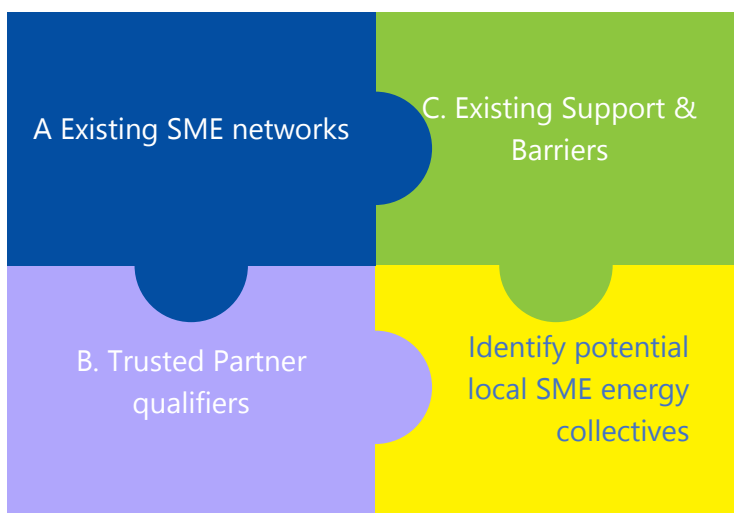 A Existing SME networks
C. Existing Support &
Barriers
B. Trusted Partner
qualifiers
Identify potential
local SME energy
collectives